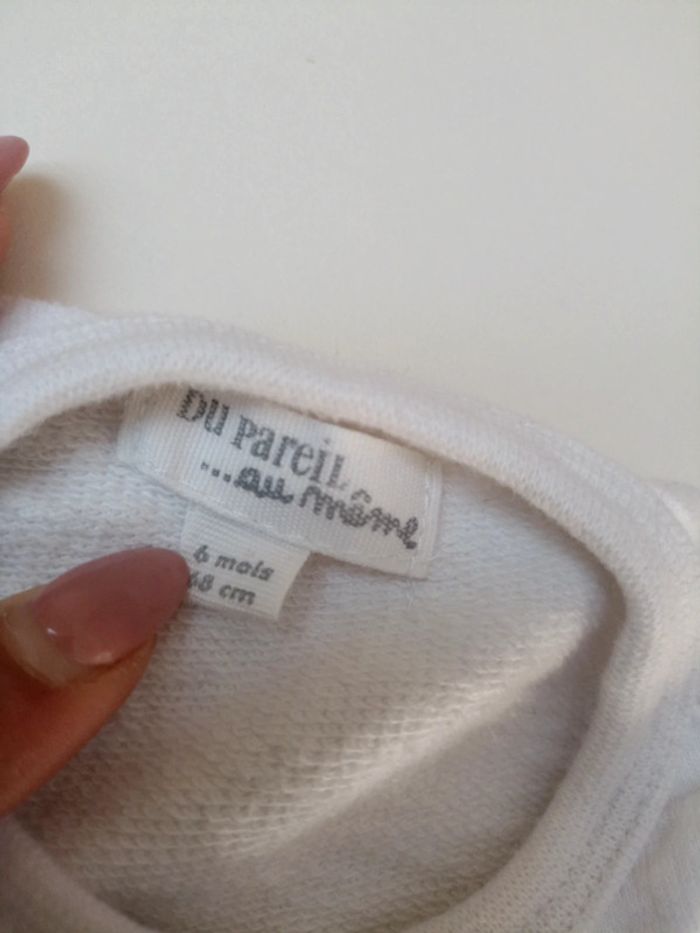 DU PareiL
...au même
6 mois
68 cm